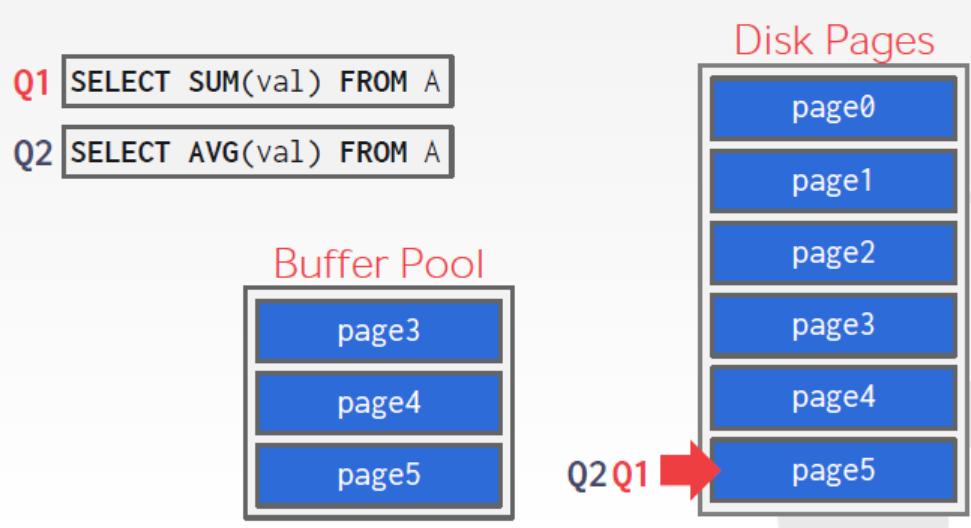 Disk Pages
Q1 SELECT SUM(val) FROM A
Q2 SELECT AVG(val) FROM A
page0
page1
page2
page3
page4
page5
Buffer Pool
page3
page4
page5
Q2 Q1